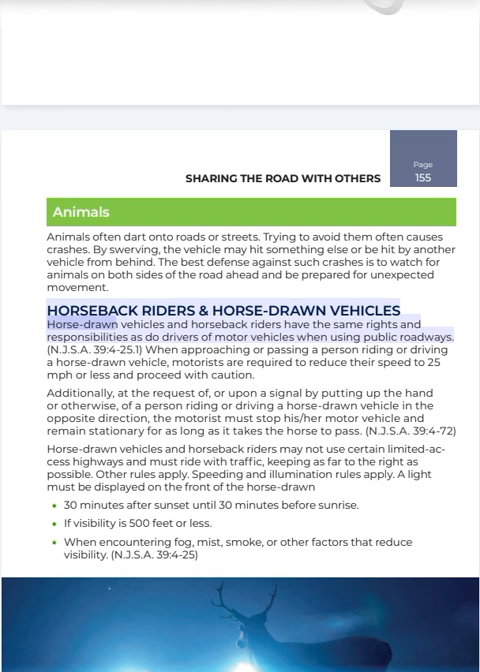 SHARING THE ROAD WITH OTHERS
Page
155
Animals
Animals often dart onto roads or streets. Trying to avoid them often causes
crashes. By swerving, the vehicle may hit something else or be hit by another
vehicle from behind. The best defense against such crashes is to watch for
animals on both sides of the road ahead and be prepared for unexpected
movement.
HORSEBACK RIDERS & HORSE-DRAWN VEHICLES
Horse-drawn vehicles and horseback riders have the same rights and
responsibilities as do drivers of motor vehicles when using public roadways.
(N.J.S.A. 39:4-25.1) When approaching or passing a person riding or driving
a horse-drawn vehicle, motorists are required to reduce their speed to 25
mph or less and proceed with caution.
Additionally, at the request of, or upon a signal by putting up the hand
or otherwise, of a person riding or driving a horse-drawn vehicle in the
opposite direction, the motorist must stop his/her motor vehicle and
remain stationary for as long as it takes the horse to pass. (N.J.S.A. 39:4-72)
Horse-drawn vehicles and horseback riders may not use certain limited-ac-
cess highways and must ride with traffic, keeping as far to the right as
possible. Other rules apply. Speeding and illumination rules apply. A light
must be displayed on the front of the horse-drawn
• 30 minutes after sunset until 30 minutes before sunrise.
• If visibility is 500 feet or less.
• When encountering fog, mist, smoke, or other factors that reduce
visibility. (N.J.S.A. 39:4-25)